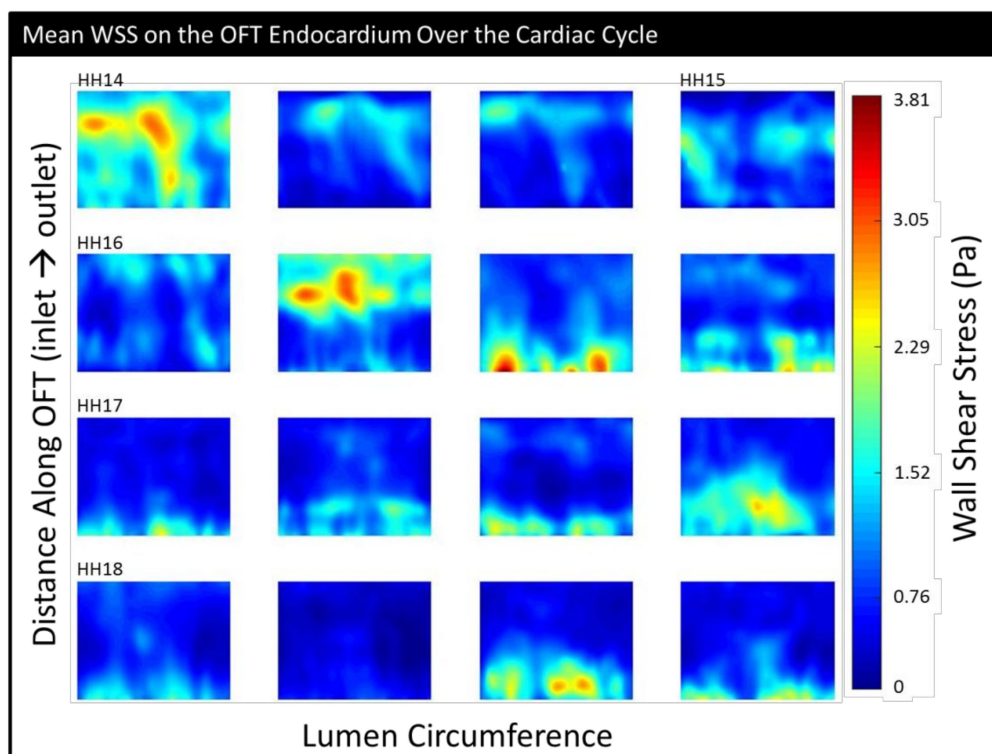 Mean WSS on the OFT Endocardium Over the Cardiac Cycle
HH14
HH15
HH16
HH17
HH18
Distance Along OFT (inlet → outlet)
Lumen Circumference
3.81
3.05
2.29
1.52
0.76
0
Wall Shear Stress (Pa)